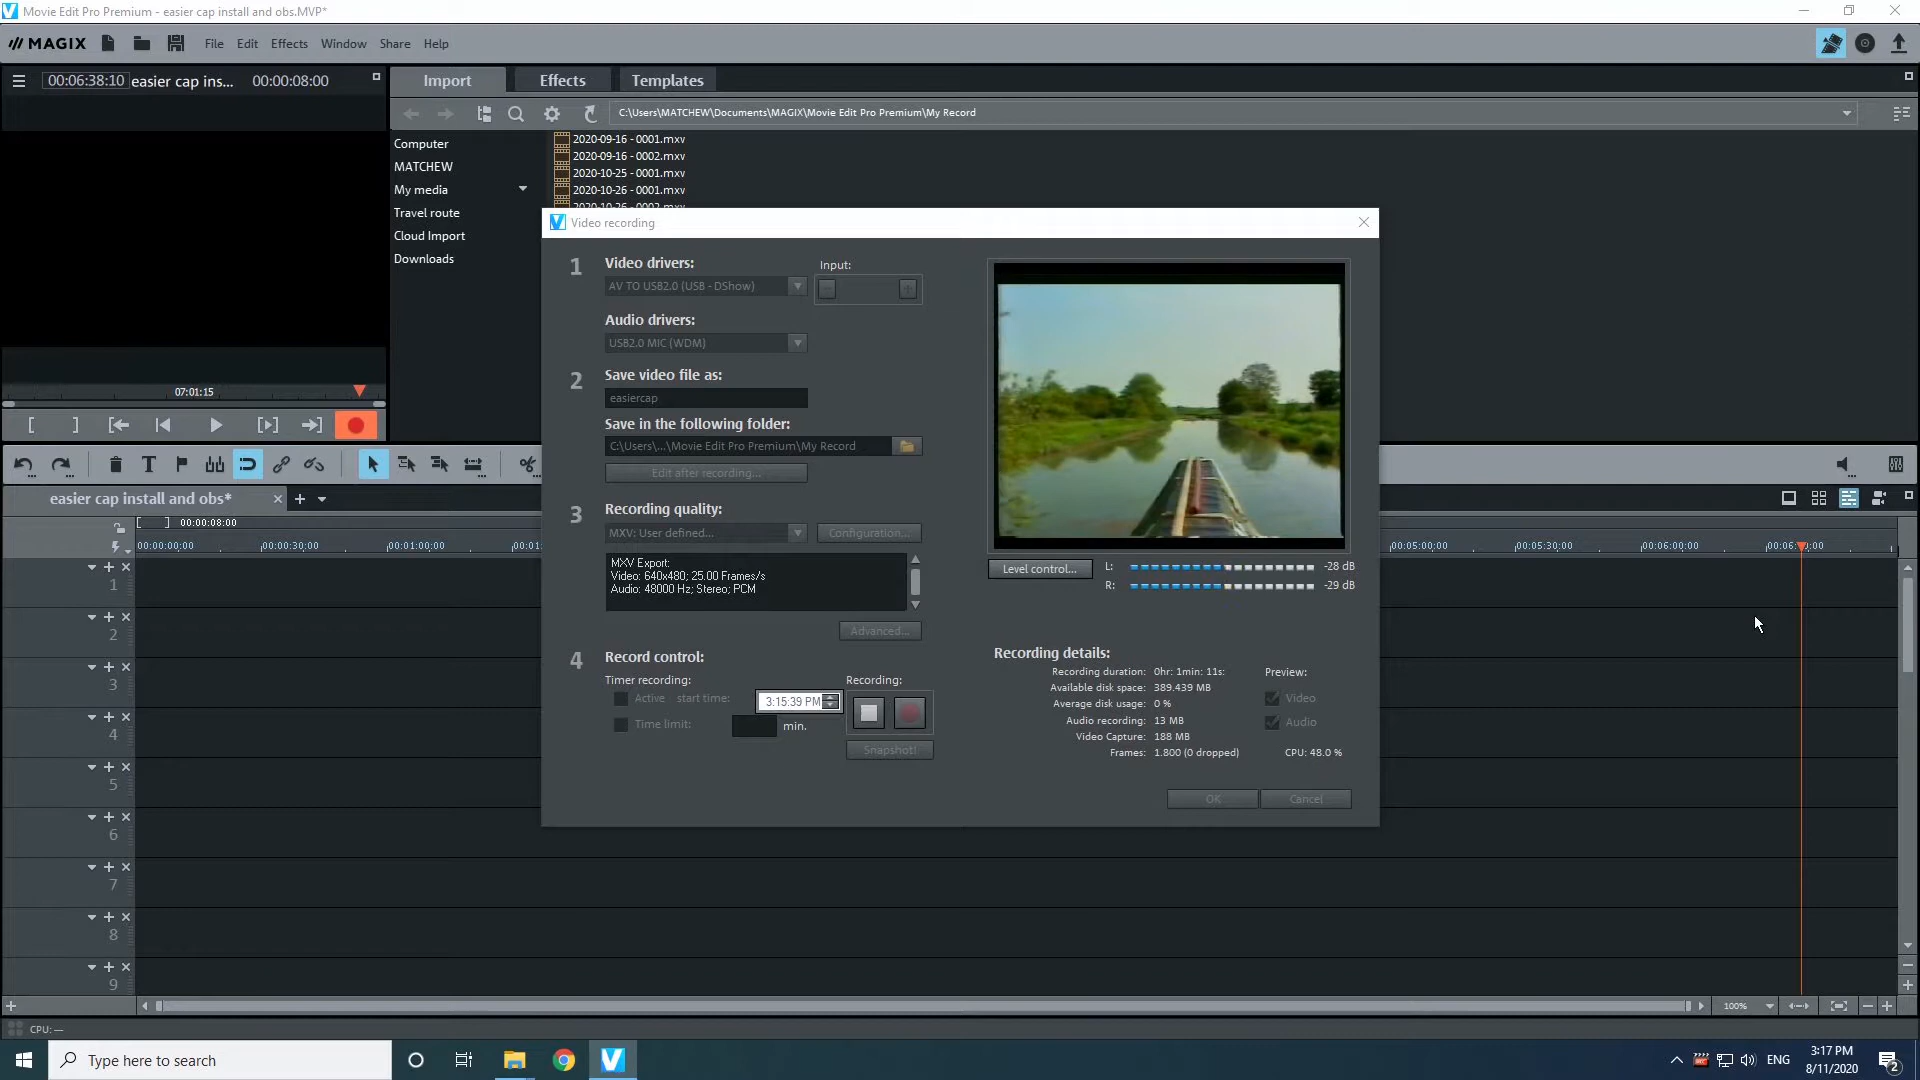 Movie Edit Pro Premium - easier cap install and obs.MVP*
MAGIX File Edit Effects Window Share Help
00:06:38:10 easier cap ins... 00:00:08:00
Import Effects Templates
C:\Users\MATCHEW\Documents\MAGIX\Movie Edit Pro Premium\My Record
Computer
MATCHEW
My media
Travel route
Cloud Import
Downloads
2020-09-16 - 0001.mxv
2020-09-16 - 0002.mxv
2020-10-25 - 0001.mxv
2020-10-26 - 0001.mxv
2020-10-26 - 0002.mxv
07:01:15
Video recording
1 Video drivers:
Input:
AV TO USB2.0 (USB - DShow)
Audio drivers:
USB2.0 MIC (WDM)
2 Save video file as:
easiercap
Save in the following folder:
C:\Users\...\Movie Edit Pro Premium\My Record
Edit after recording...
3 Recording quality:
MXV: User defined...
Configuration...
MXV Export:
Video: 640x480; 25.00 Frames/s
Audio: 48000 Hz; Stereo; PCM
Advanced...
4 Record control:
Timer recording:
Recording:
Active start time: 3:15:39 PM
Time limit: min.
Snapshot!
Level control...
L: -28 dB
R: -29 dB
Recording details:
Recording duration: 0hr: 1min: 11s:
Available disk space: 389.439 MB
Average disk usage: 0 %
Audio recording: 13 MB
Video Capture: 188 MB
Frames: 1.800 (0 dropped)
Preview:
Video
Audio
CPU: 48.0 %
OK Cancel
easier cap install and obs*
00:00:08:00
00:00:00;00 00:00:30;00 00:01:00;00 00:01: 00:05:00;00 00:05:30;00 00:06:00;00 00:06: 0;00
1
2
3
4
5
6
7
8
9
100%
CPU: —
Type here to search
ENG
3:17 PM
8/11/2020
2